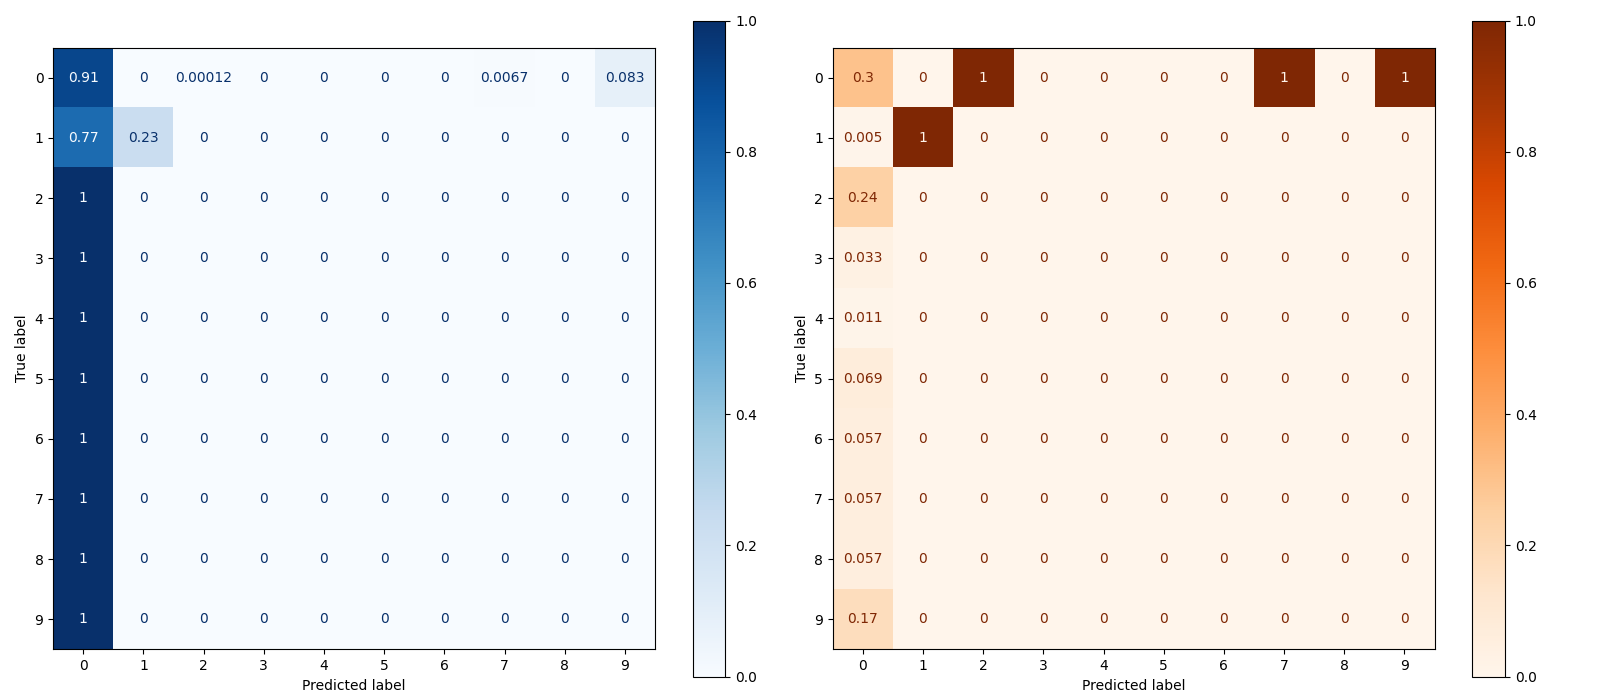 0 0.91 0 0.00012 0 0 0 0 0.0067 0 0.083
1 0.77 0.23 0 0 0 0 0 0 0 0
2 1 0 0 0 0 0 0 0 0 0
3 1 0 0 0 0 0 0 0 0 0
4 1 0 0 0 0 0 0 0 0 0
5 1 0 0 0 0 0 0 0 0 0
6 1 0 0 0 0 0 0 0 0 0
7 1 0 0 0 0 0 0 0 0 0
8 1 0 0 0 0 0 0 0 0 0
9 1 0 0 0 0 0 0 0 0 0
0 1 2 3 4 5 6 7 8 9
True label
Predicted label
1.0
0.8
0.6
0.4
0.2
0.0
0 0.3 0 1 0 0 0 0 1 0 1
1 0.005 1 0 0 0 0 0 0 0 0
2 0.24 0 0 0 0 0 0 0 0 0
3 0.033 0 0 0 0 0 0 0 0 0
4 0.011 0 0 0 0 0 0 0 0 0
5 0.069 0 0 0 0 0 0 0 0 0
6 0.057 0 0 0 0 0 0 0 0 0
7 0.057 0 0 0 0 0 0 0 0 0
8 0.057 0 0 0 0 0 0 0 0 0
9 0.17 0 0 0 0 0 0 0 0 0
0 1 2 3 4 5 6 7 8 9
True label
Predicted label
1.0
0.8
0.6
0.4
0.2
0.0